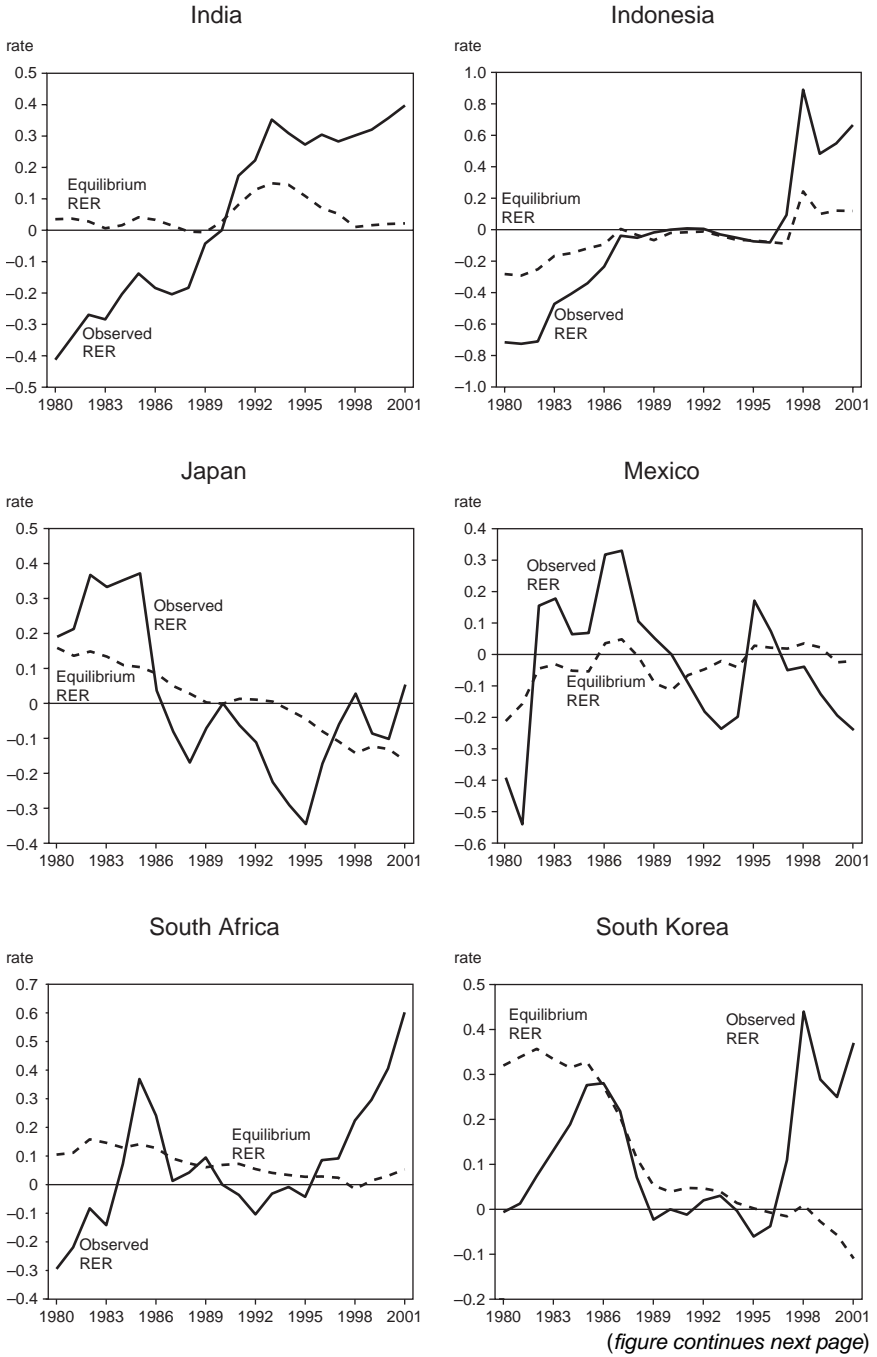 India
rate
0.5
0.4
0.3
0.2
0.1
0
–0.1
–0.2
–0.3
–0.4
–0.5
Equilibrium
RER
Observed
RER
1980 1983 1986 1989 1992 1995 1998 2001
Indonesia
rate
1.0
0.8
0.6
0.4
0.2
0
–0.2
–0.4
–0.6
–0.8
–1.0
Equilibrium
RER
Observed
RER
1980 1983 1986 1989 1992 1995 1998 2001
Japan
rate
0.5
0.4
0.3
0.2
0.1
0
–0.1
–0.2
–0.3
–0.4
Observed
RER
Equilibrium
RER
1980 1983 1986 1989 1992 1995 1998 2001
Mexico
rate
0.4
0.3
0.2
0.1
0
–0.1
–0.2
–0.3
–0.4
–0.5
–0.6
Observed
RER
Equilibrium
RER
1980 1983 1986 1989 1992 1995 1998 2001
South Africa
rate
0.7
0.6
0.5
0.4
0.3
0.2
0.1
0
–0.1
–0.2
–0.3
–0.4
Equilibrium
RER
Observed
RER
1980 1983 1986 1989 1992 1995 1998 2001
South Korea
rate
0.5
0.4
0.3
0.2
0.1
0
–0.1
–0.2
Equilibrium
RER
Observed
RER
1980 1983 1986 1989 1992 1995 1998 2001
(figure continues next page)